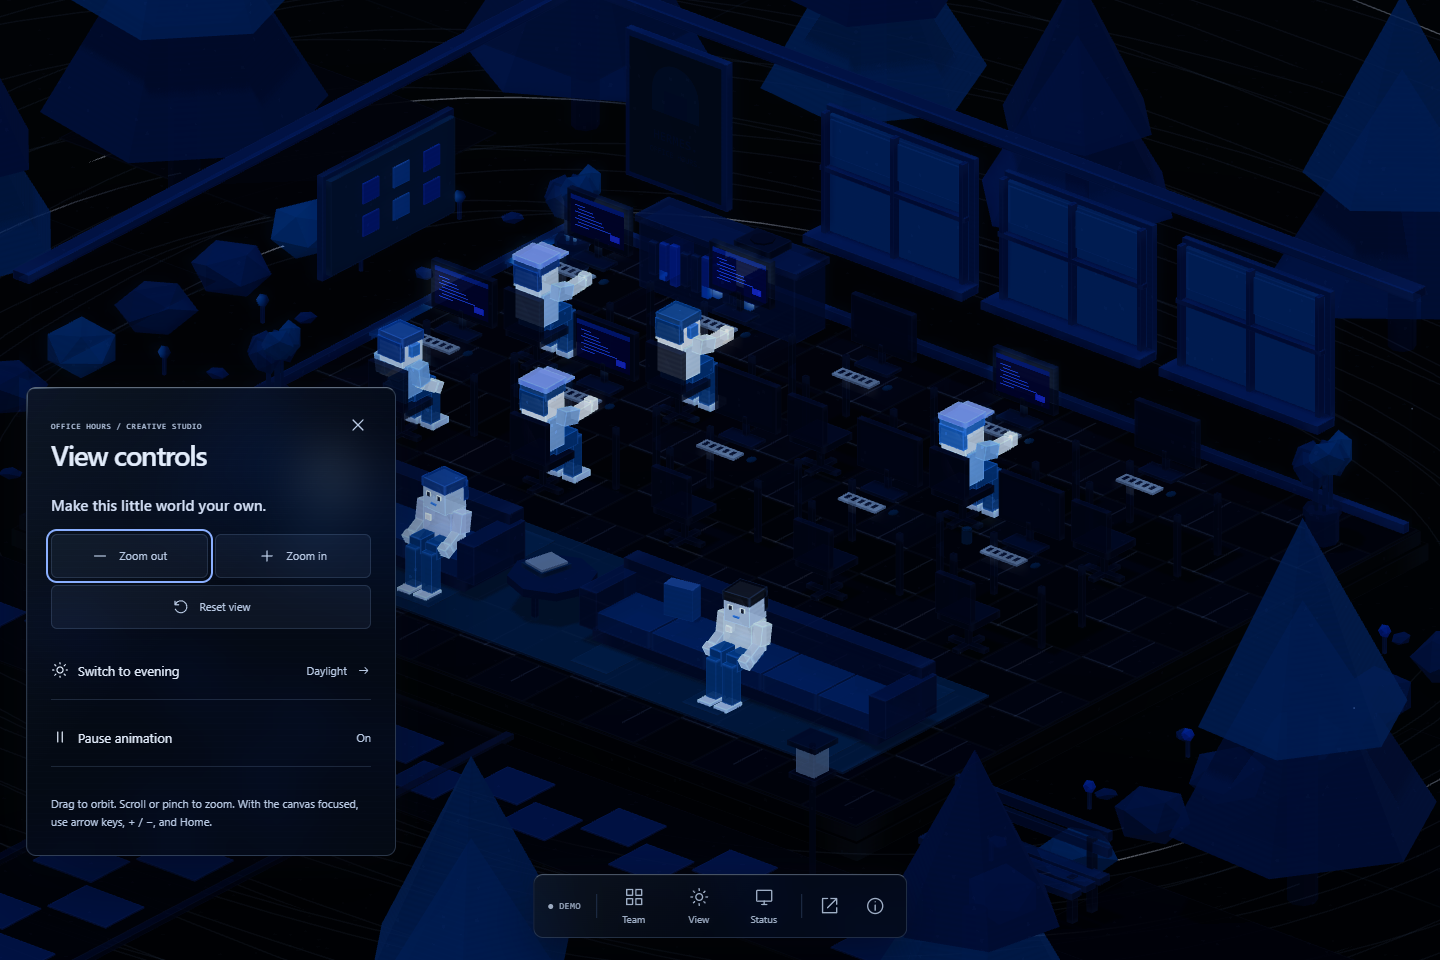 OFFICE HOURS / CREATIVE STUDIO
View controls
Make this little world your own.
Zoom out
Zoom in
Reset view
Switch to evening
Daylight
Pause animation
On
Drag to orbit. Scroll or pinch to zoom. With the canvas focused,
use arrow keys, + / −, and Home.
DEMO
Team
View
Status